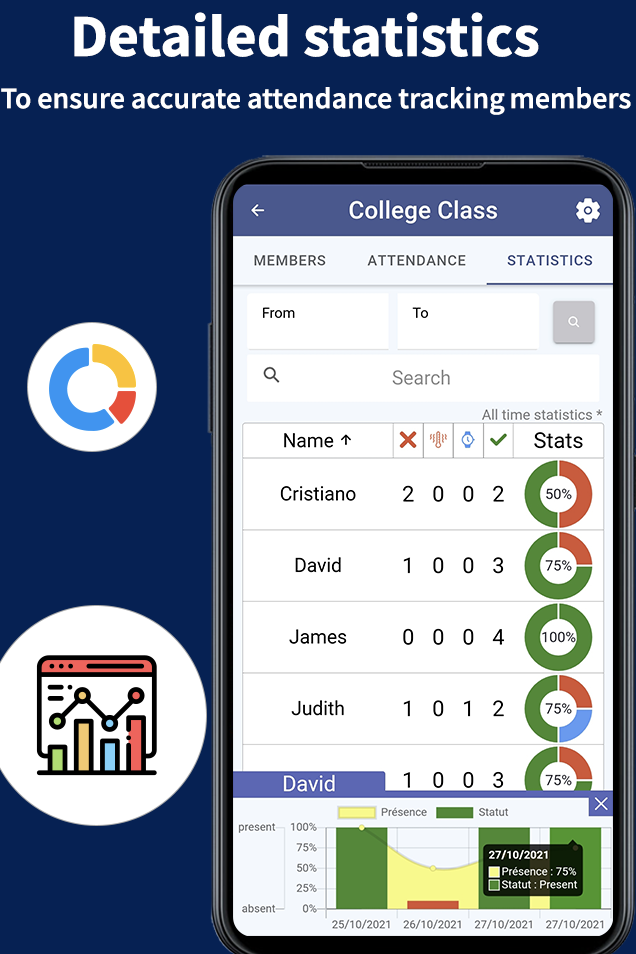 Detailed statistics
To ensure accurate attendance tracking members
College Class
MEMBERS ATTENDANCE STATISTICS
From To
Search
All time statistics *
Name ↑ Stats
Cristiano 2 0 0 2 50%
David 1 0 0 3 75%
James 0 0 0 4 100%
Judith 1 0 1 2 75%
1 0 0 3 75%
David
Présence Statut
present 100%
75%
50%
25%
absent 0%
27/10/2021
Présence : 75%
Statut : Present
25/10/2021 26/10/2021 27/10/2021 27/10/2021